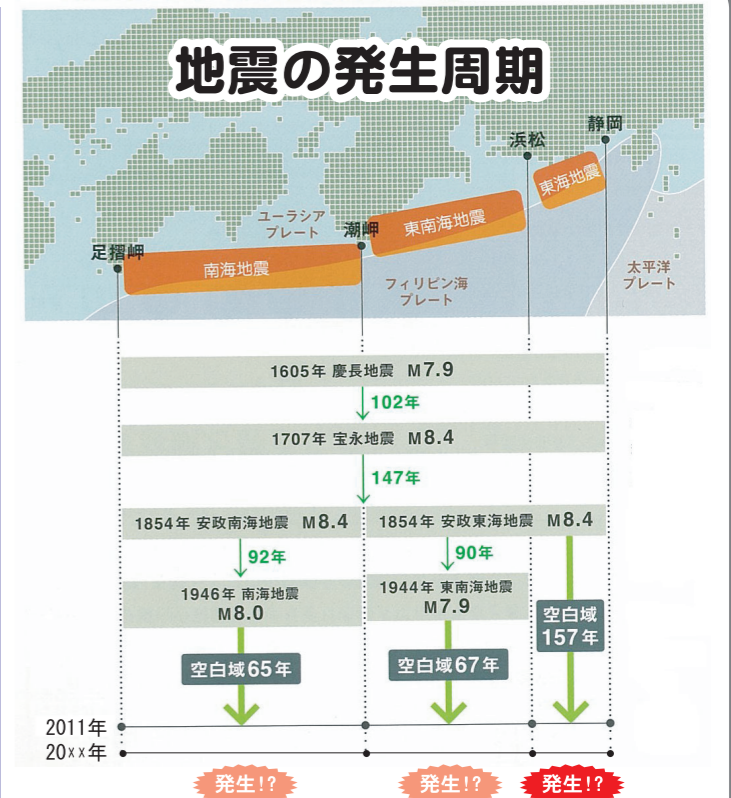 地震の発生周期
静岡
浜松
東海地震
ユーラシア
プレート
潮岬
東南海地震
足摺岬
南海地震
フィリピン海
プレート
太平洋
プレート
1605年 慶長地震 M7.9
102年
1707年 宝永地震 M8.4
147年
1854年 安政南海地震 M8.4
1854年 安政東海地震 M8.4
92年
90年
1946年 南海地震
M8.0
1944年 東南海地震
M7.9
空白域
157年
空白域65年
空白域67年
2011年
20××年
発生!?
発生!?
発生!?